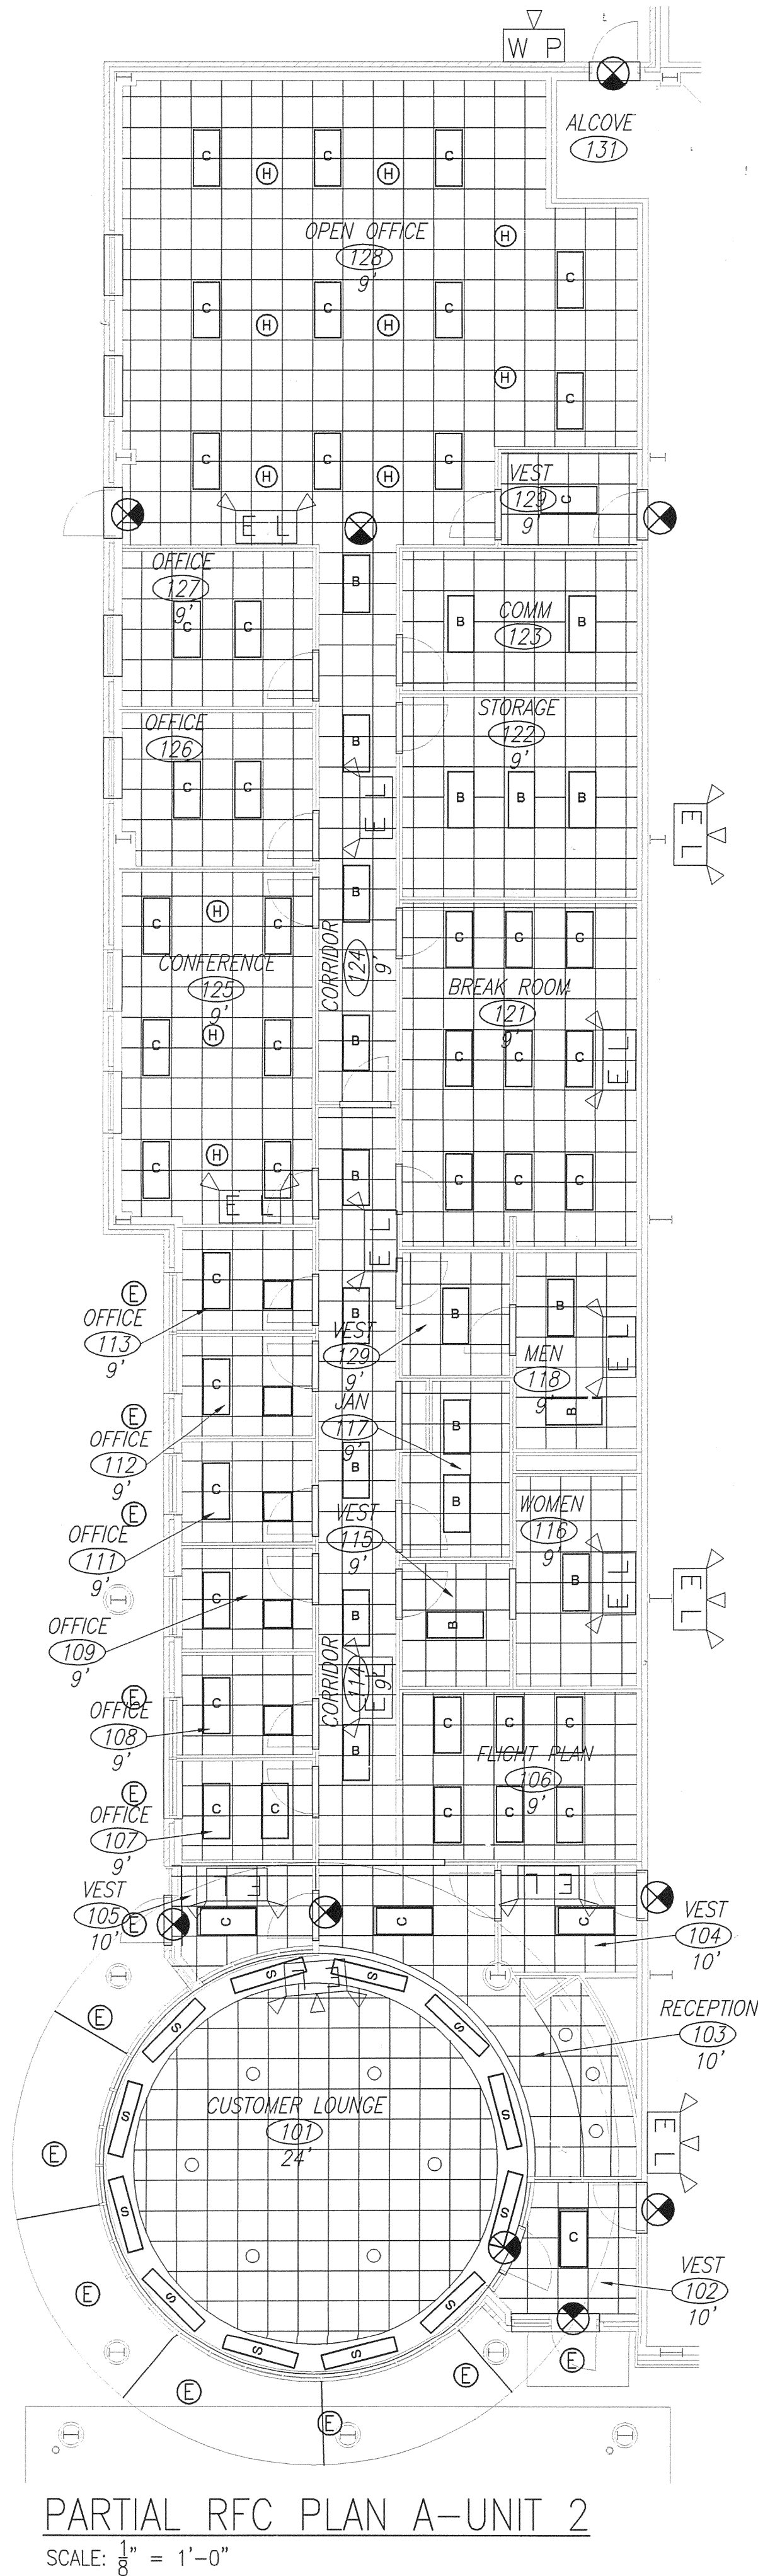 W P
ALCOVE
131
C C C
H H
OPEN OFFICE
128
9'
H
C
C C C
H H
H
C
C C C
H H
VEST
129
9'
C
E L
OFFICE
127
9'
C C
B
COMM
123
B B
OFFICE
126
C C
B
E L
STORAGE
122
9'
B B B
E L
C H C
CONFERENCE
125
9'
C H C
C H C
E L
B
CORRIDOR
124
9'
B
C C C
BREAK ROOM
121
9'
C C C
E L
C C C
B
E L
E
OFFICE
113
9'
C
B
VEST
129
9'
B
B
MEN
118
9'
B
E L
E
OFFICE
112
9'
C
JAN
117
9'
B
B
B
E
OFFICE
111
9'
C
VEST
115
9'
WOMEN
116
9'
B
E L
E L
OFFICE
109
9'
C
B
B
CORRIDOR
114
9'
E L
E
OFFICE
108
9'
C
B
C C C
FLIGHT PLAN
106
9'
C C C
E
OFFICE
107
9'
C C
VEST
105
10'
E
E L
C
C
E L
C
VEST
104
10'
E L
S S
S S
RECEPTION
103
10'
E
S S
CUSTOMER LOUNGE
101
24'
E
E L
S S
C
VEST
102
10'
E
S S
S S
E
E
E
E
PARTIAL RFC PLAN A-UNIT 2
SCALE: 1/8" = 1'-0"